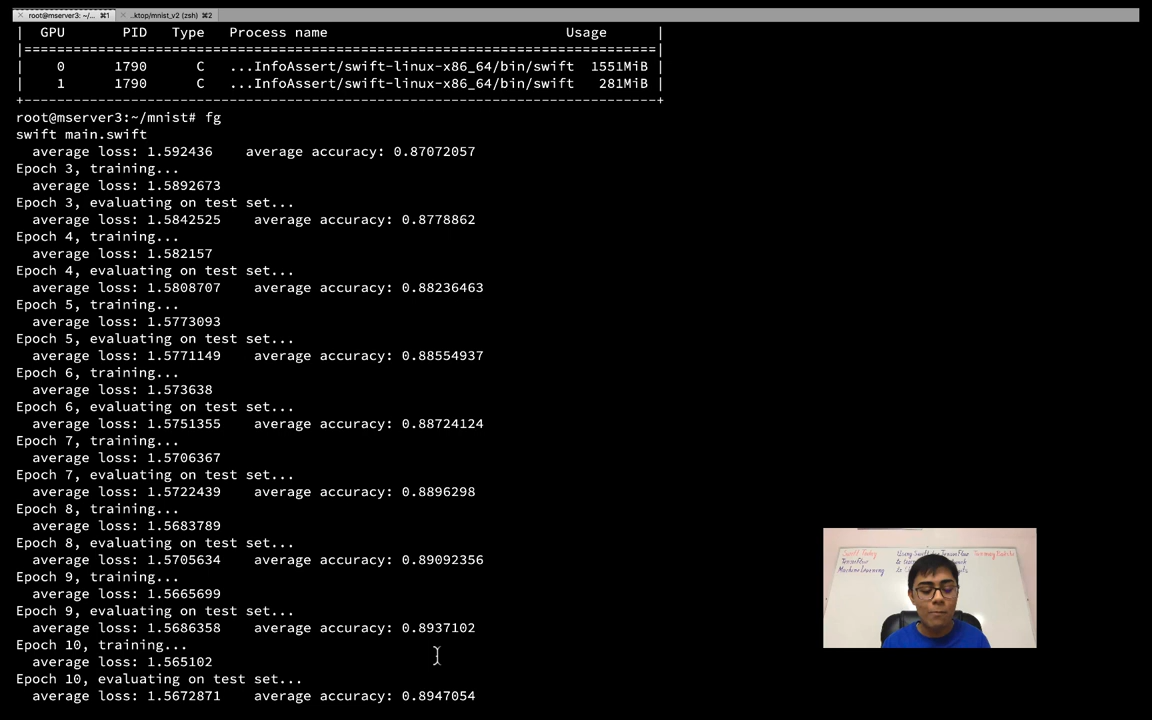 root@mserver3: ~/... ⌘1 ..ktop/mnist_v2 (zsh) ⌘2
| GPU PID Type Process name Usage |
|=============================================================================|
| 0 1790 C ...InfoAssert/swift-linux-x86_64/bin/swift 1551MiB |
| 1 1790 C ...InfoAssert/swift-linux-x86_64/bin/swift 281MiB |
+-----------------------------------------------------------------------------+
root@mserver3:~/mnist# fg
swift main.swift
average loss: 1.592436 average accuracy: 0.87072057
Epoch 3, training...
average loss: 1.5892673
Epoch 3, evaluating on test set...
average loss: 1.5842525 average accuracy: 0.8778862
Epoch 4, training...
average loss: 1.582157
Epoch 4, evaluating on test set...
average loss: 1.5808707 average accuracy: 0.88236463
Epoch 5, training...
average loss: 1.5773093
Epoch 5, evaluating on test set...
average loss: 1.5771149 average accuracy: 0.88554937
Epoch 6, training...
average loss: 1.573638
Epoch 6, evaluating on test set...
average loss: 1.5751355 average accuracy: 0.88724124
Epoch 7, training...
average loss: 1.5706367
Epoch 7, evaluating on test set...
average loss: 1.5722439 average accuracy: 0.8896298
Epoch 8, training...
average loss: 1.5683789
Epoch 8, evaluating on test set...
average loss: 1.5705634 average accuracy: 0.89092356
Epoch 9, training...
average loss: 1.5665699
Epoch 9, evaluating on test set...
average loss: 1.5686358 average accuracy: 0.8937102
Epoch 10, training...
average loss: 1.565102
Epoch 10, evaluating on test set...
average loss: 1.5672871 average accuracy: 0.8947054
Using Swift for TensorFlow
TensorFlow
Machine Learning